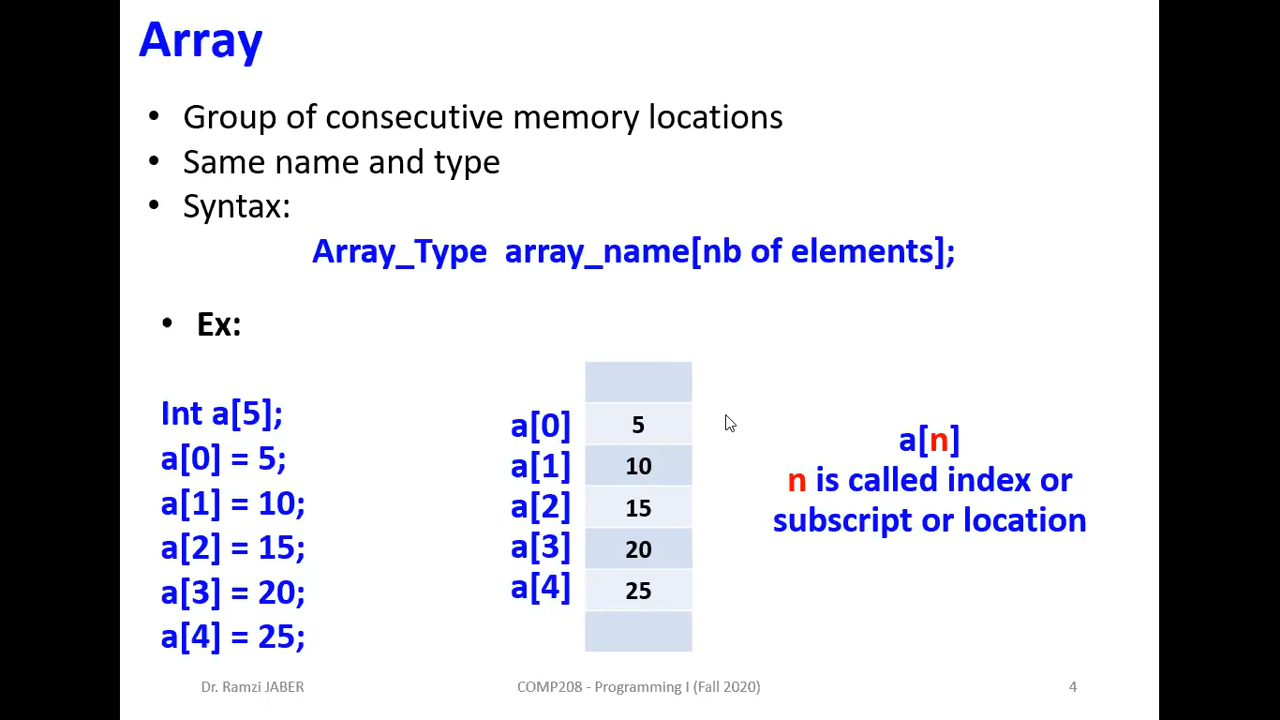 Array
• Group of consecutive memory locations
• Same name and type
• Syntax:
Array_Type array_name[nb of elements];
• Ex:
Int a[5];
a[0] = 5;
a[1] = 10;
a[2] = 15;
a[3] = 20;
a[4] = 25;
a[0] 5
a[1] 10
a[2] 15
a[3] 20
a[4] 25
a[n]
n is called index or
subscript or location
Dr. Ramzi JABER
COMP208 - Programming I (Fall 2020)
4